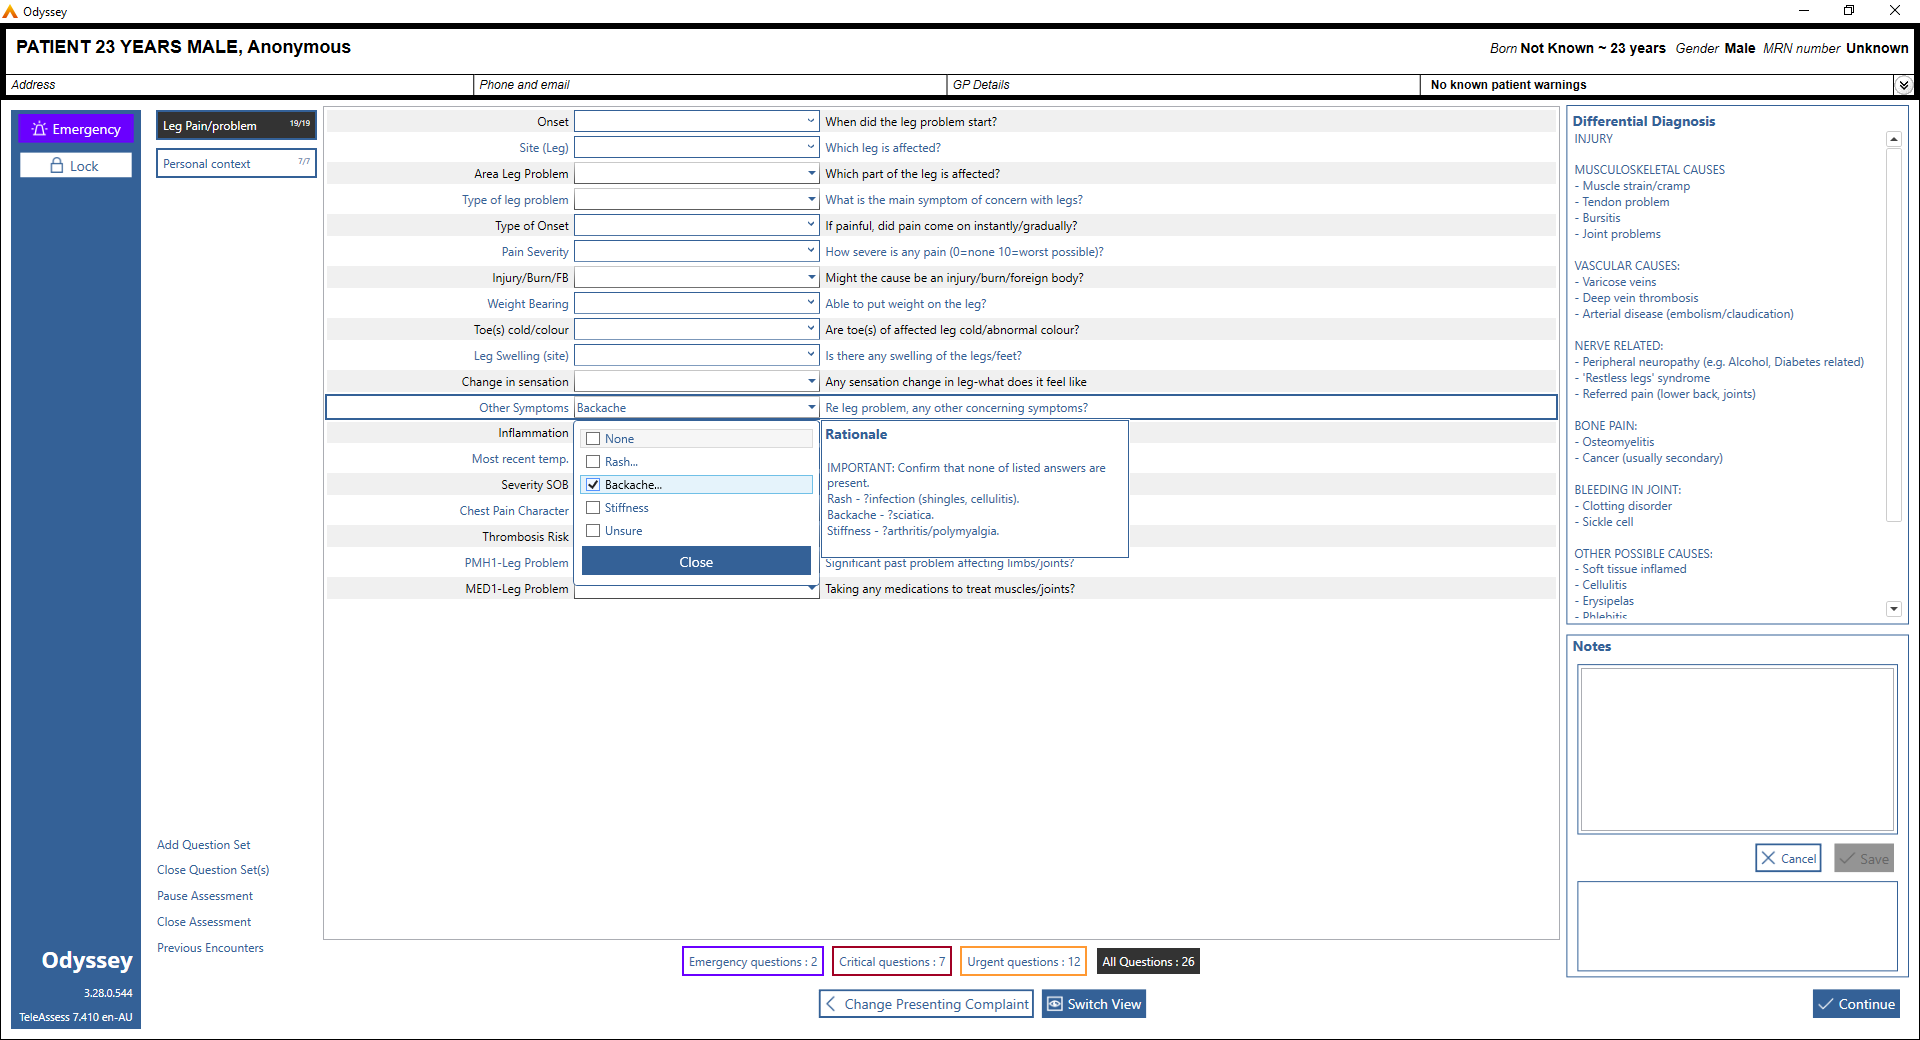 Odyssey
PATIENT 23 YEARS MALE, Anonymous
Born Not Known ~ 23 years Gender Male MRN number Unknown
Address
Phone and email
GP Details
No known patient warnings
Emergency
Lock
Leg Pain/problem 19/19
Personal context 7/7
Onset When did the leg problem start?
Site (Leg) Which leg is affected?
Area Leg Problem Which part of the leg is affected?
Type of leg problem What is the main symptom of concern with legs?
Type of Onset If painful, did pain come on instantly/gradually?
Pain Severity How severe is any pain (0=none 10=worst possible)?
Injury/Burn/FB Might the cause be an injury/burn/foreign body?
Weight Bearing Able to put weight on the leg?
Toe(s) cold/colour Are toe(s) of affected leg cold/abnormal colour?
Leg Swelling (site) Is there any swelling of the legs/feet?
Change in sensation Any sensation change in leg-what does it feel like
Other Symptoms Backache Re leg problem, any other concerning symptoms?
Inflammation
Most recent temp.
Severity SOB
Chest Pain Character
Thrombosis Risk
PMH1-Leg Problem Significant past problem affecting limbs/joints?
MED1-Leg Problem Taking any medications to treat muscles/joints?
None
Rash...
Backache...
Stiffness
Unsure
Close
Rationale
IMPORTANT: Confirm that none of listed answers are
present.
Rash - ?infection (shingles, cellulitis).
Backache - ?sciatica.
Stiffness - ?arthritis/polymyalgia.
Differential Diagnosis
INJURY
MUSCULOSKELETAL CAUSES
- Muscle strain/cramp
- Tendon problem
- Bursitis
- Joint problems
VASCULAR CAUSES:
- Varicose veins
- Deep vein thrombosis
- Arterial disease (embolism/claudication)
NERVE RELATED:
- Peripheral neuropathy (e.g. Alcohol, Diabetes related)
- 'Restless legs' syndrome
- Referred pain (lower back, joints)
BONE PAIN:
- Osteomyelitis
- Cancer (usually secondary)
BLEEDING IN JOINT:
- Clotting disorder
- Sickle cell
OTHER POSSIBLE CAUSES:
- Soft tissue inflamed
- Cellulitis
- Erysipelas
- Phlebitis
Notes
Cancel
Save
Add Question Set
Close Question Set(s)
Pause Assessment
Close Assessment
Previous Encounters
Odyssey
3.28.0.544
TeleAssess 7.410 en-AU
Emergency questions : 2
Critical questions : 7
Urgent questions : 12
All Questions : 26
Change Presenting Complaint
Switch View
Continue